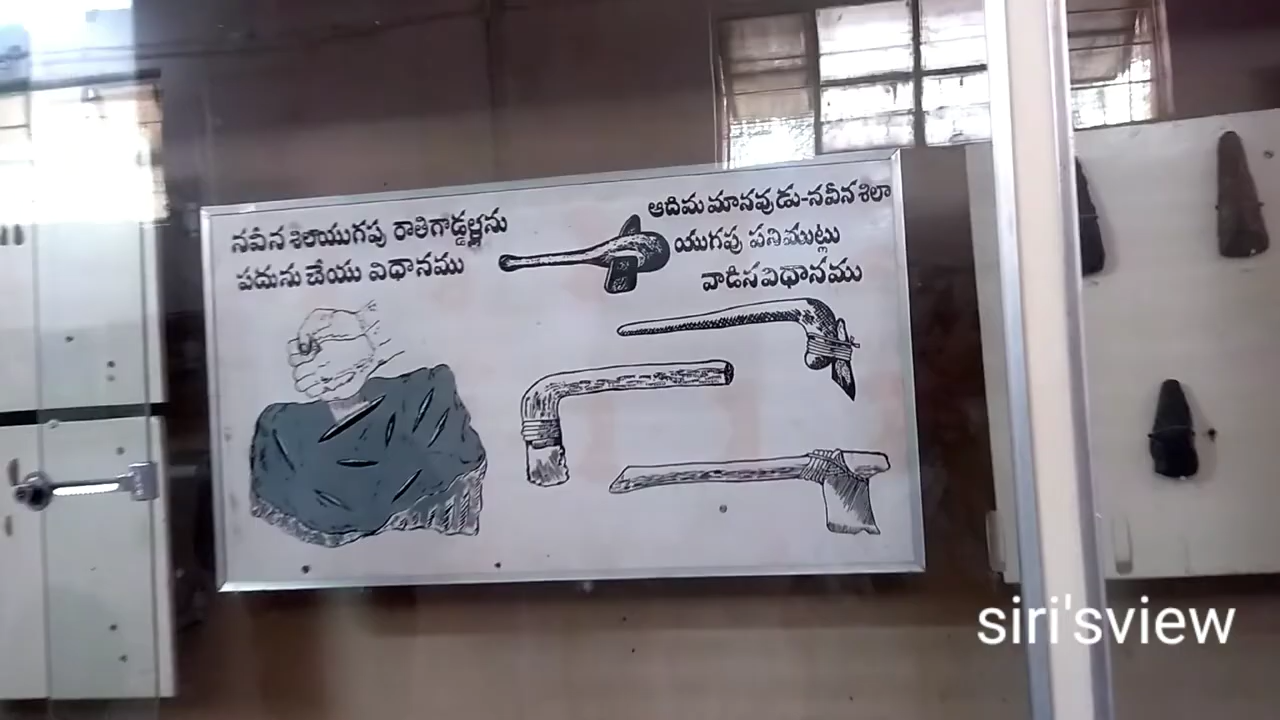 నవీన శిలాయుగపు రాతిగొడ్డళ్లను
పదును చేయు విధానము
ఆదిమ మానవుడు-నవీన శిలా
యుగపు పనిముట్లు
వాడిన విధానము
siri'sview